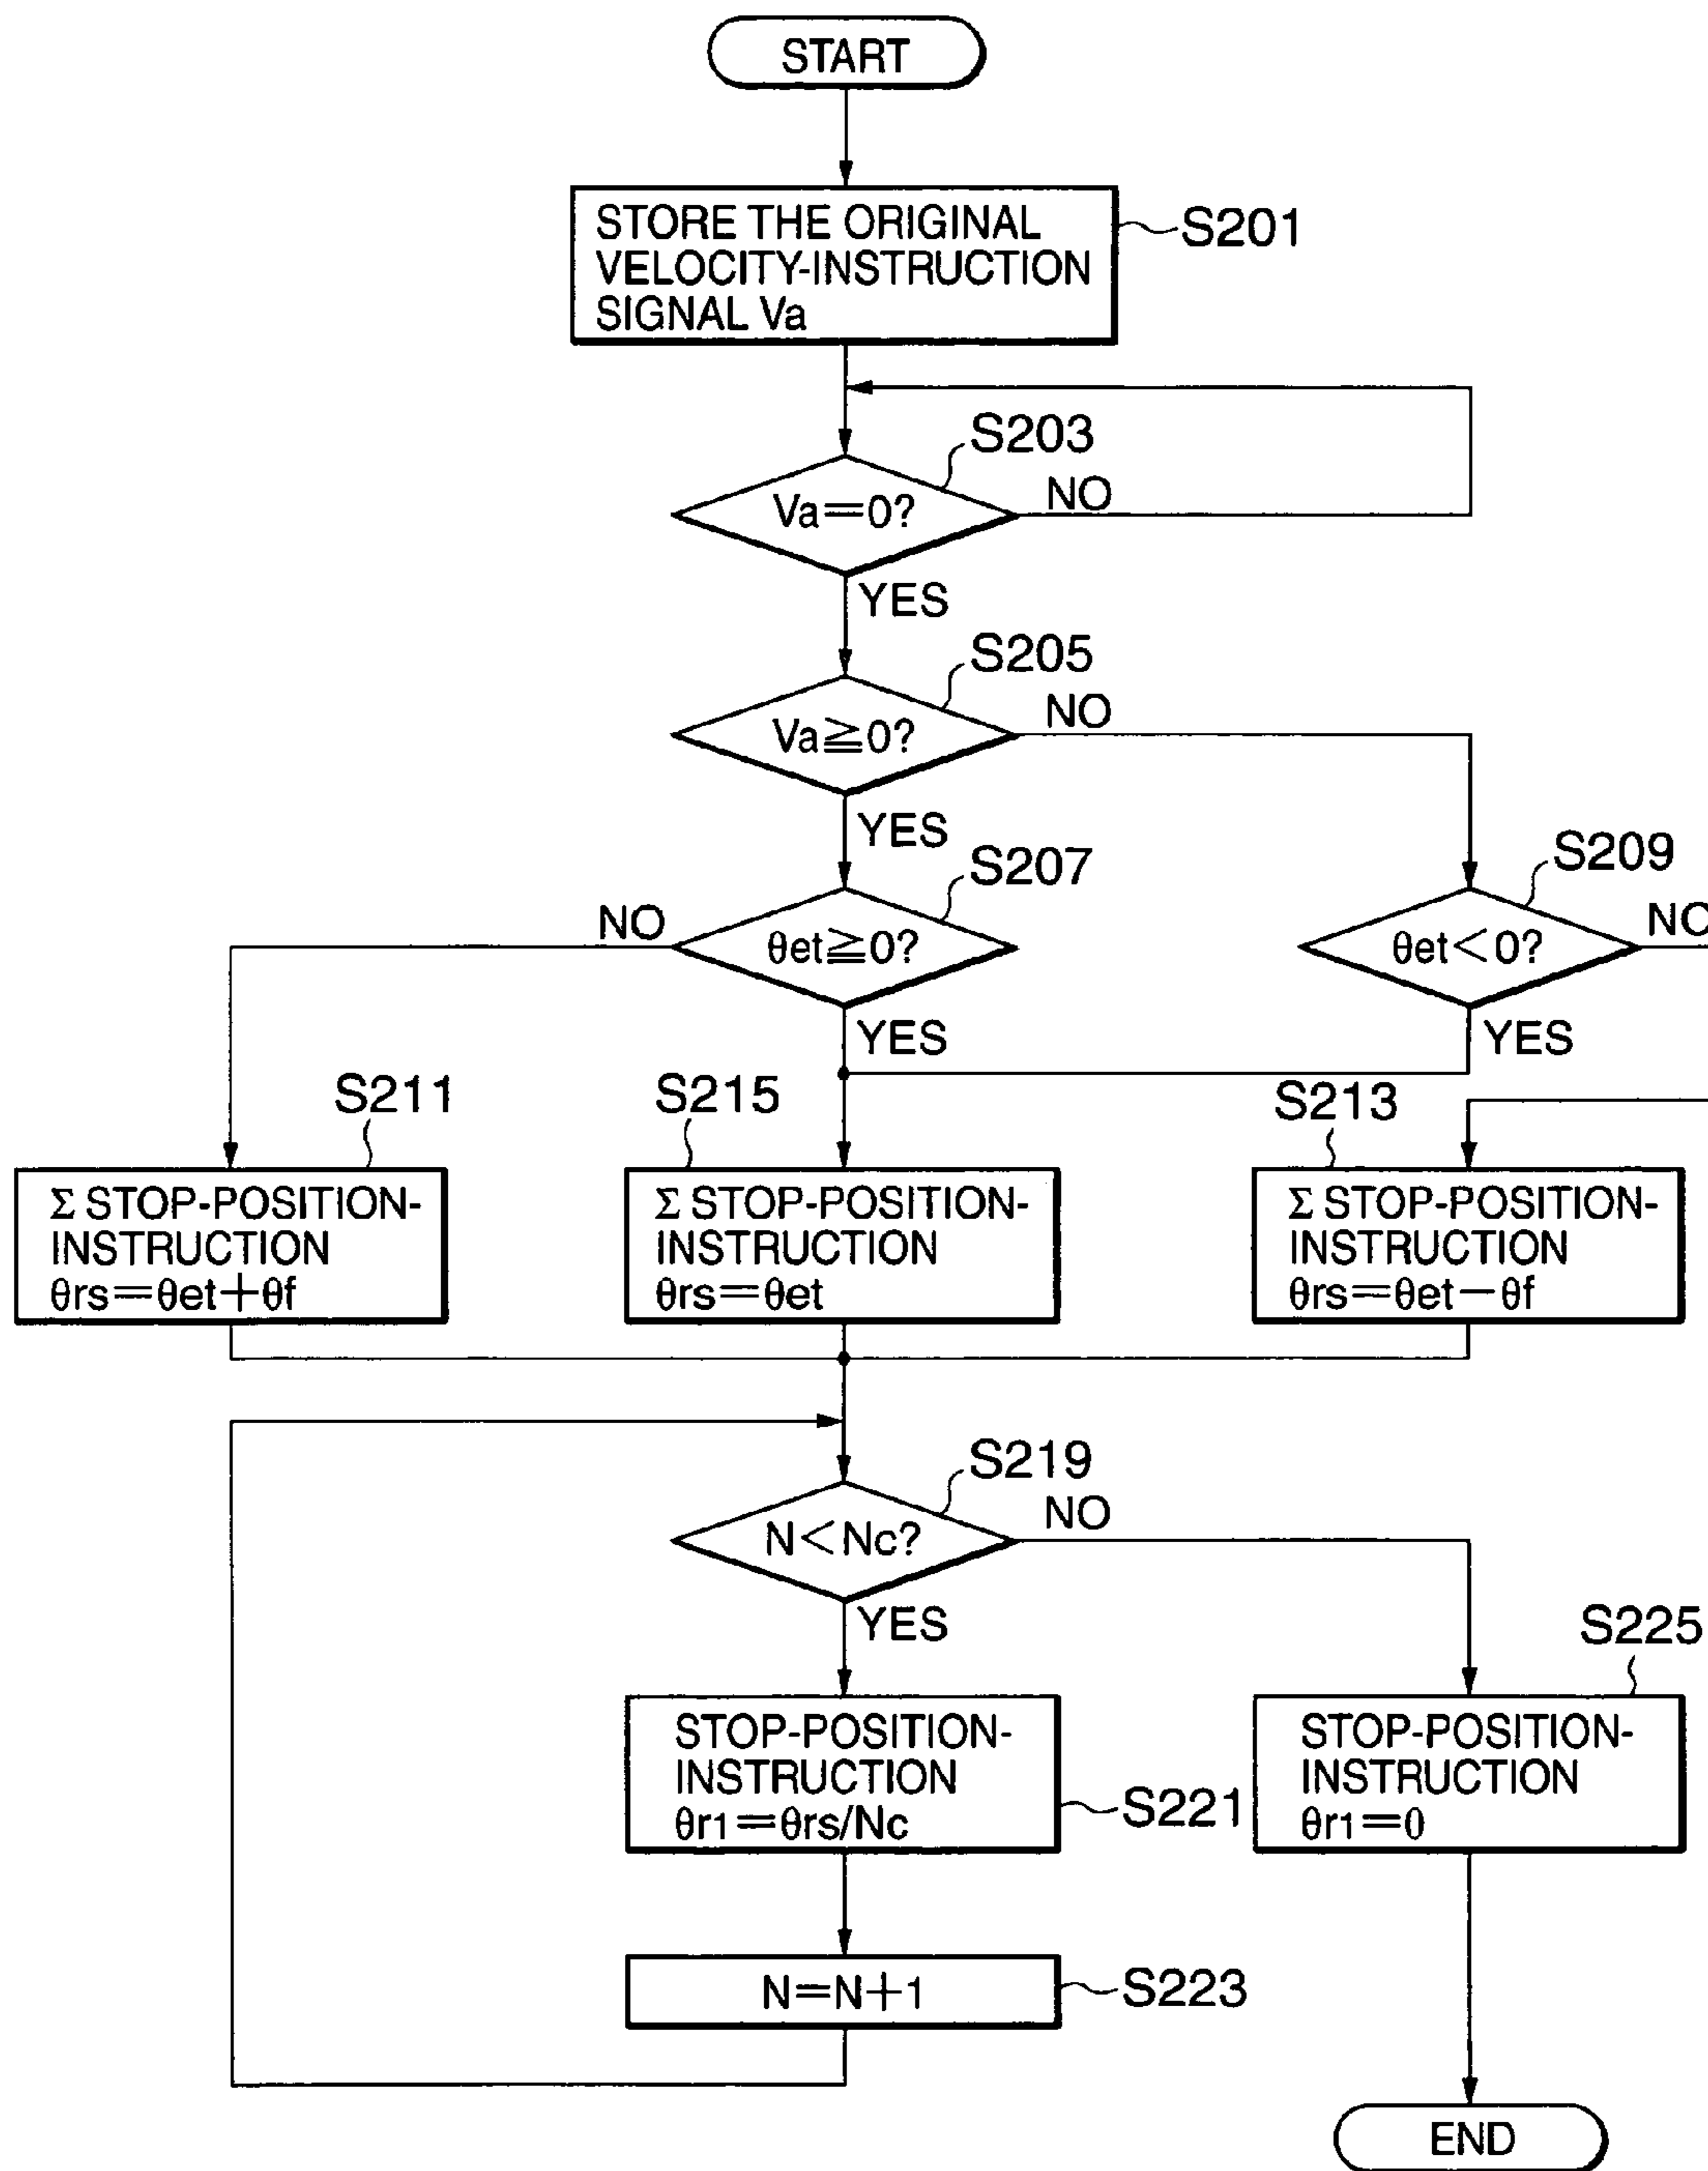 START
STORE THE ORIGINAL
VELOCITY-INSTRUCTION
SIGNAL Va
S201
S203
Va=0?
NO
YES
S205
Va≧0?
NO
YES
S207
S209
NO
θet≧0?
θet<0?
NO
YES
YES
S211
S215
S213
Σ STOP-POSITION-
INSTRUCTION
θrs=θet+θf
Σ STOP-POSITION-
INSTRUCTION
θrs=θet
Σ STOP-POSITION-
INSTRUCTION
θrs=θet−θf
S219
N<Nc?
NO
YES
S225
STOP-POSITION-
INSTRUCTION
θr1=θrs/Nc
S221
STOP-POSITION-
INSTRUCTION
θr1=0
N=N+1
S223
END